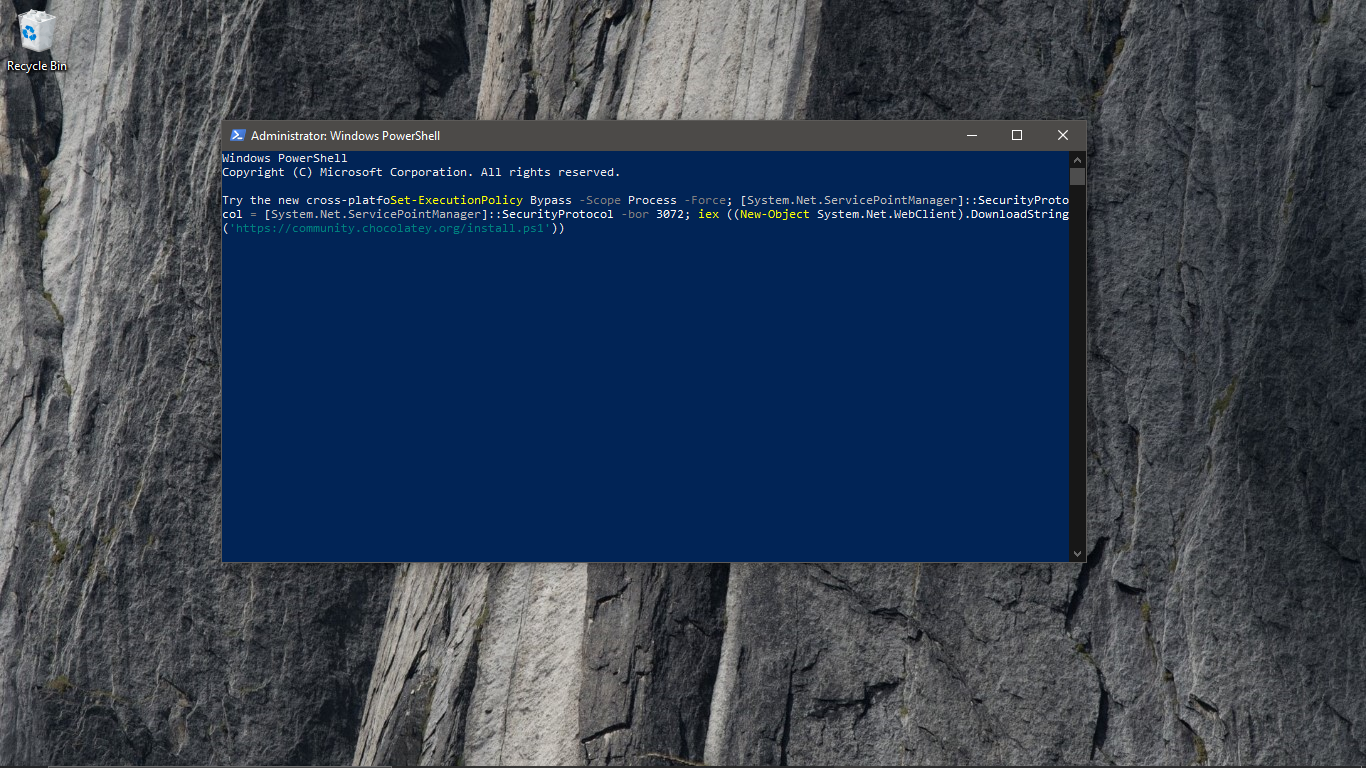 Recycle Bin
Administrator: Windows PowerShell
Windows PowerShell
Copyright (C) Microsoft Corporation. All rights reserved.
Try the new cross-platfoSet-ExecutionPolicy Bypass -Scope Process -Force; [System.Net.ServicePointManager]::SecurityProto
col = [System.Net.ServicePointManager]::SecurityProtocol -bor 3072; iex ((New-Object System.Net.WebClient).DownloadString
('https://community.chocolatey.org/install.ps1'))